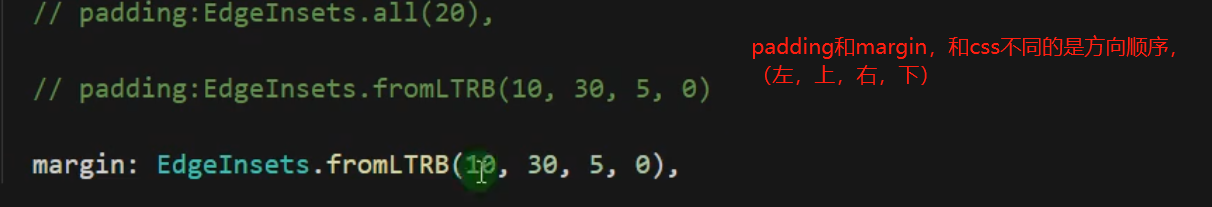 // padding:EdgeInsets.all(20),
padding和margin，和css不同的是方向顺序，
（左，上，右，下）
// padding:EdgeInsets.fromLTRB(10, 30, 5, 0)
margin: EdgeInsets.fromLTRB(10, 30, 5, 0),